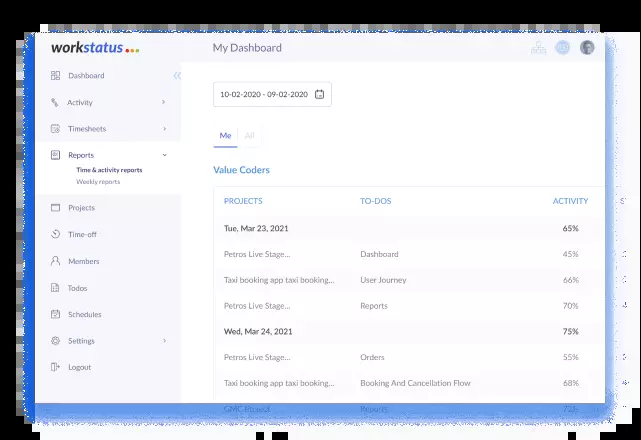 workstatus
My Dashboard
Dashboard
Activity
Timesheets
Reports
Time & activity reports
Weekly reports
Projects
Time-off
Members
Todos
Schedules
Settings
Logout
10-02-2020 - 09-02-2020
Me All
Value Coders
PROJECTS TO-DOS ACTIVITY
Tue, Mar 23, 2021 65%
Petros Live Stage... Dashboard 45%
Taxi booking app taxi booking... User Journey 66%
Petros Live Stage... Reports 70%
Wed, Mar 24, 2021 75%
Petros Live Stage... Orders 55%
Taxi booking app taxi booking... Booking And Cancellation Flow 68%
GMC Project Reports